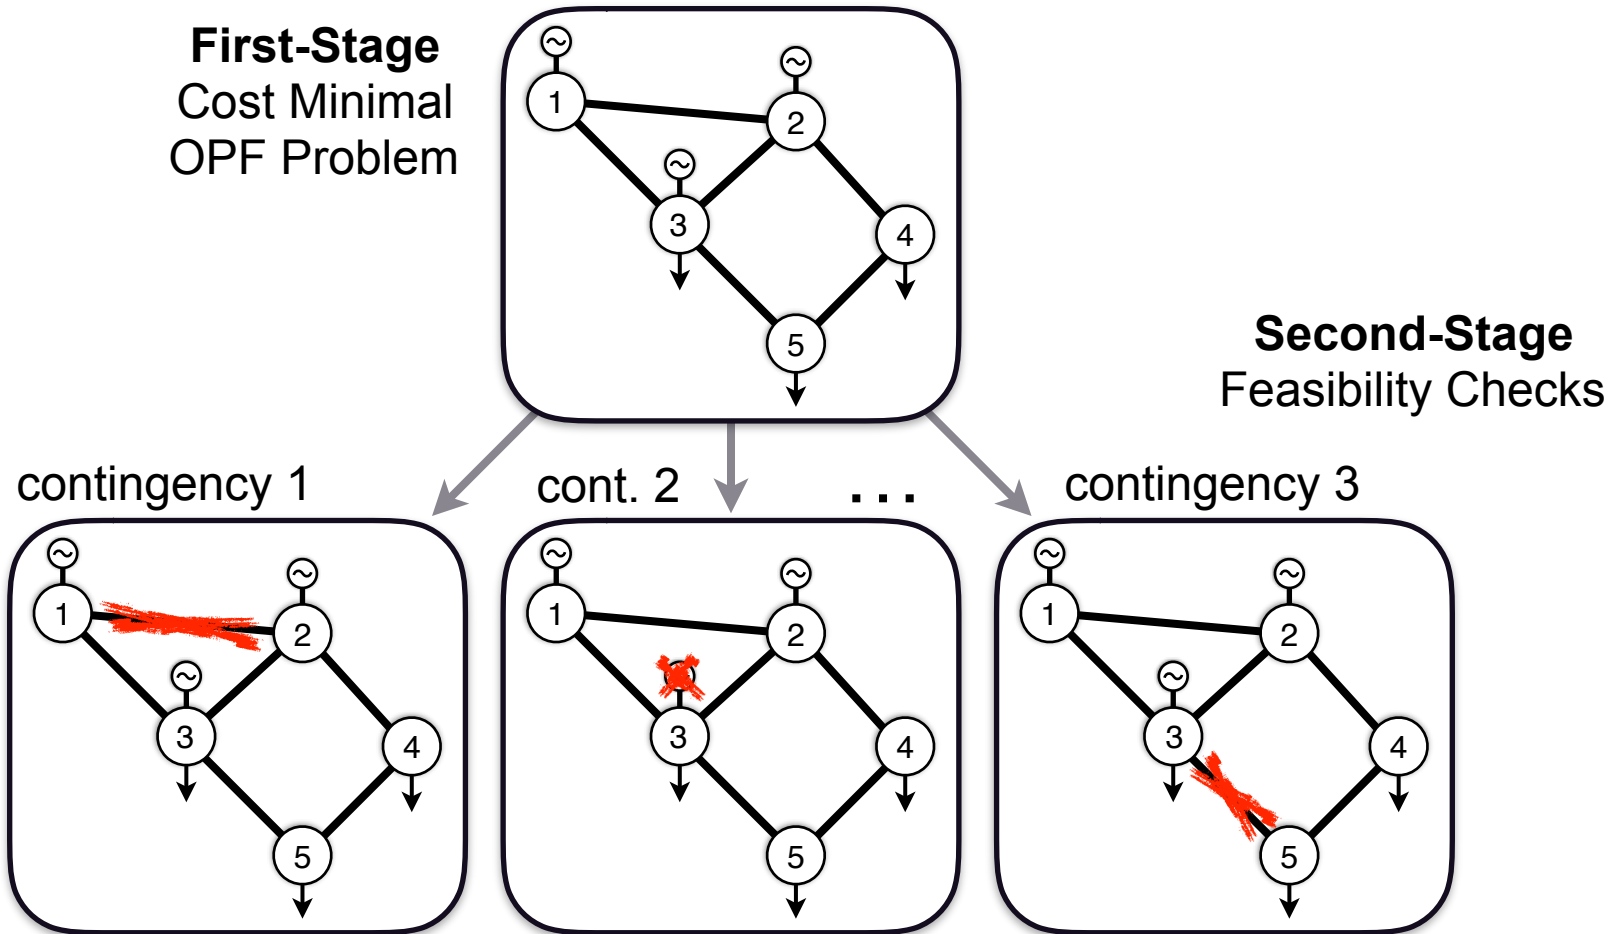 First-Stage
Cost Minimal
OPF Problem
1
2
3
4
5
Second-Stage
Feasibility Checks
contingency 1
cont. 2
...
contingency 3
1
2
3
4
5
1
2
3
4
5
1
2
3
4
5